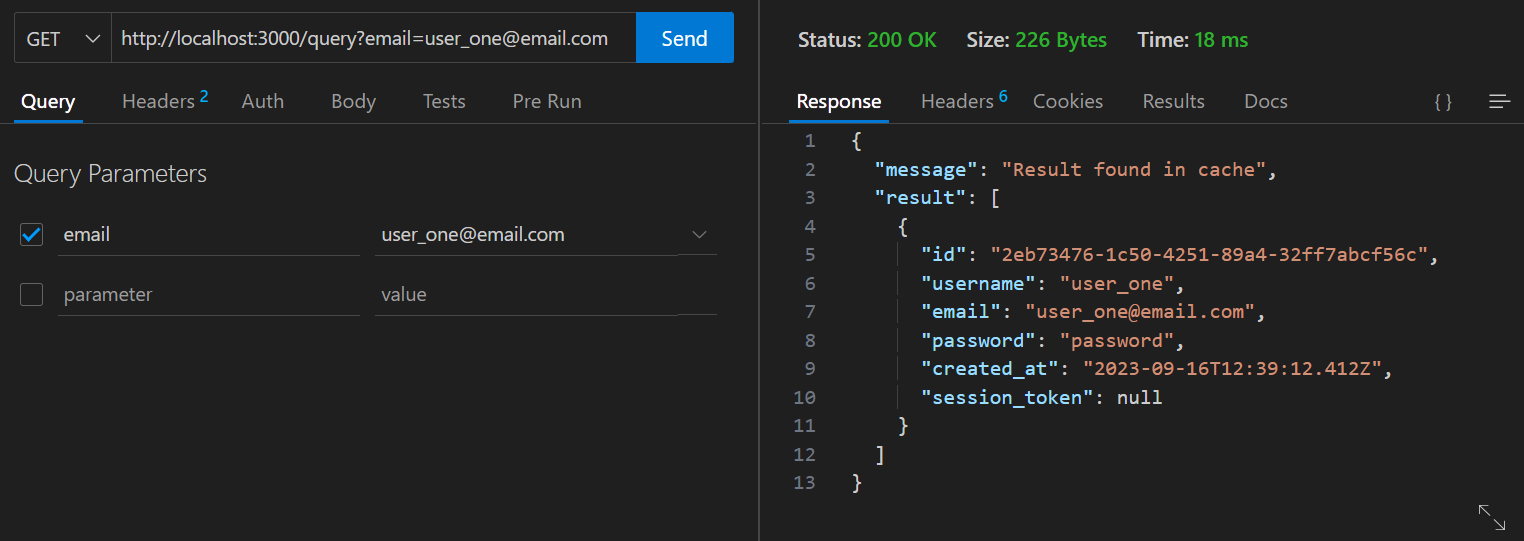 GET http://localhost:3000/query?email=user_one@email.com Send
Query Headers 2 Auth Body Tests Pre Run
Query Parameters
email user_one@email.com
parameter value
Status: 200 OK Size: 226 Bytes Time: 18 ms
Response Headers 6 Cookies Results Docs { }
1 {
2 "message": "Result found in cache",
3 "result": [
4 {
5 "id": "2eb73476-1c50-4251-89a4-32ff7abcf56c",
6 "username": "user_one",
7 "email": "user_one@email.com",
8 "password": "password",
9 "created_at": "2023-09-16T12:39:12.412Z",
10 "session_token": null
11 }
12 ]
13 }